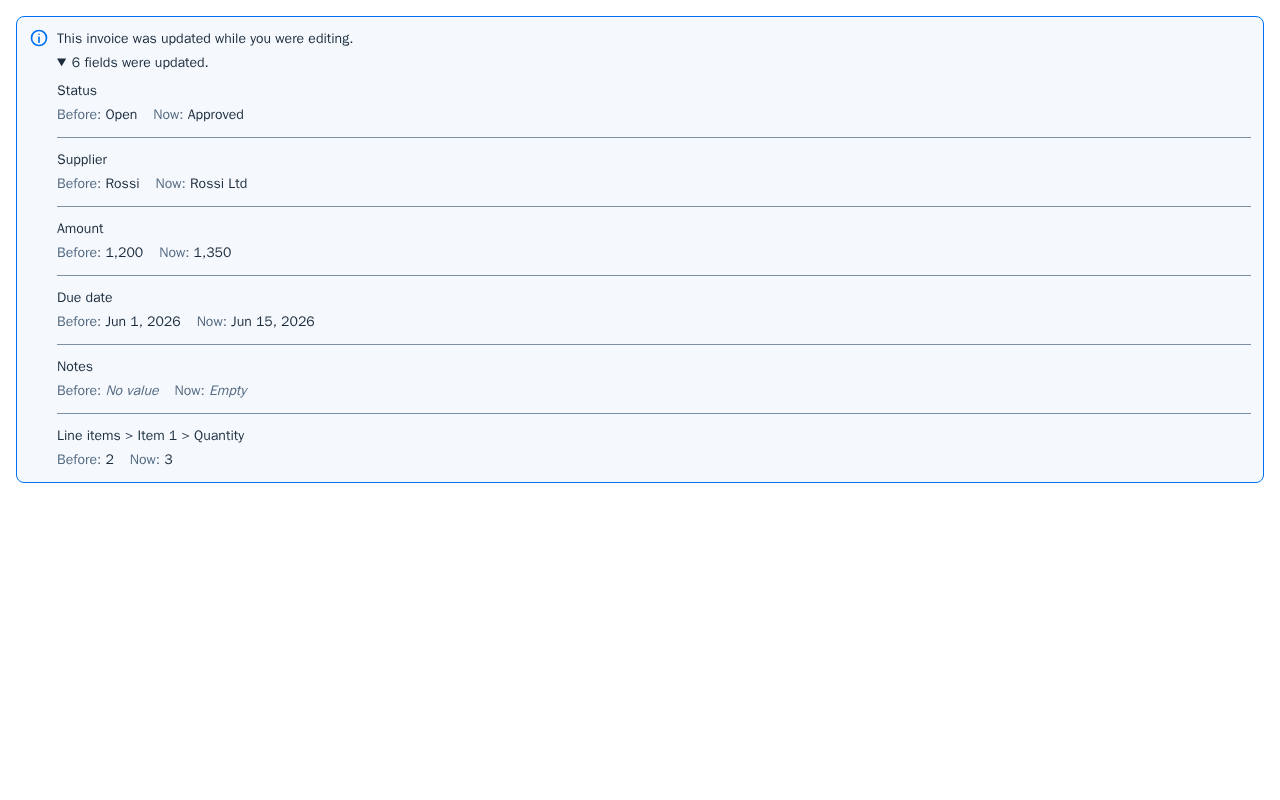 This invoice was updated while you were editing.
▼ 6 fields were updated.
Status
Before: Open Now: Approved
Supplier
Before: Rossi Now: Rossi Ltd
Amount
Before: 1,200 Now: 1,350
Due date
Before: Jun 1, 2026 Now: Jun 15, 2026
Notes
Before: No value Now: Empty
Line items > Item 1 > Quantity
Before: 2 Now: 3